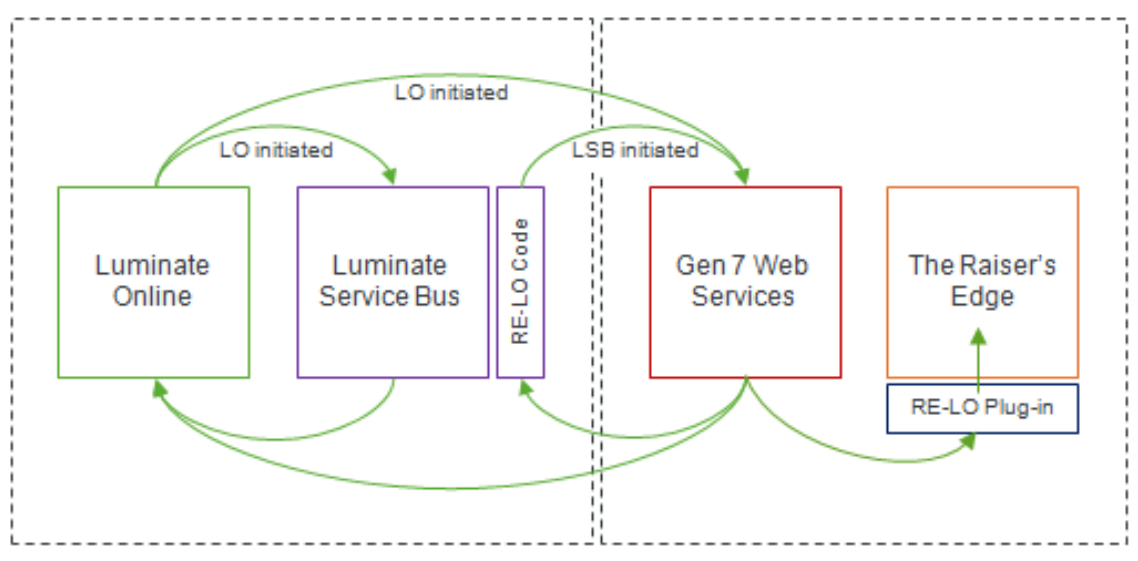 LO initiated
LO initiated
LSB initiated
Luminate
Online
Luminate
Service Bus
RE-LO Code
Gen 7 Web
Services
The Raiser's
Edge
RE-LO Plug-in